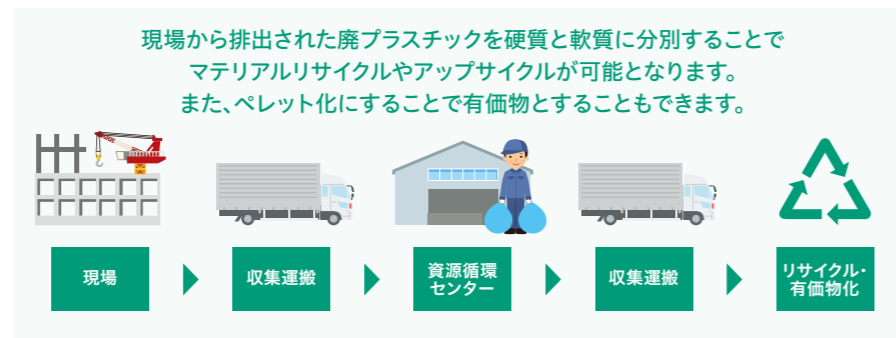 現場から排出された廃プラスチックを硬質と軟質に分別することで
マテリアルリサイクルやアップサイクルが可能となります。
また、ペレット化にすることで有価物とすることもできます。
現場
収集運搬
資源循環
センター
収集運搬
リサイクル・
有価物化